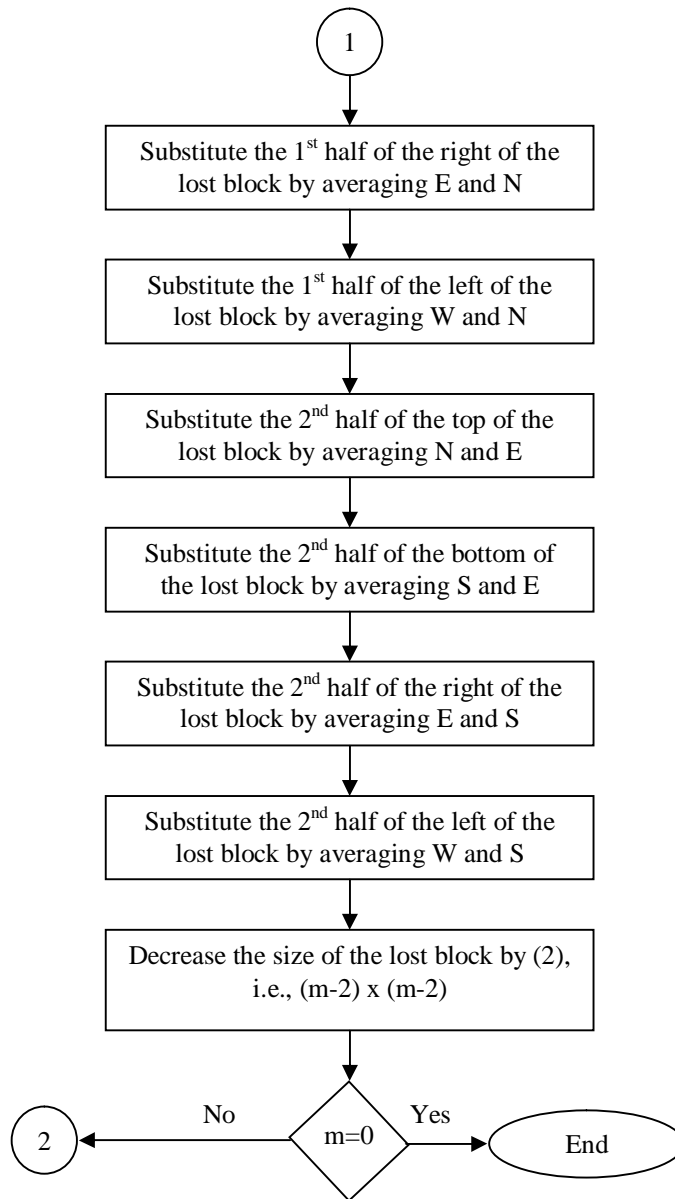 1
Substitute the 1st half of the right of the
lost block by averaging E and N
Substitute the 1st half of the left of the
lost block by averaging W and N
Substitute the 2nd half of the top of the
lost block by averaging N and E
Substitute the 2nd half of the bottom of
the lost block by averaging S and E
Substitute the 2nd half of the right of the
lost block by averaging E and S
Substitute the 2nd half of the left of the
lost block by averaging W and S
Decrease the size of the lost block by (2),
i.e., (m-2) x (m-2)
No
Yes
2
m=0
End